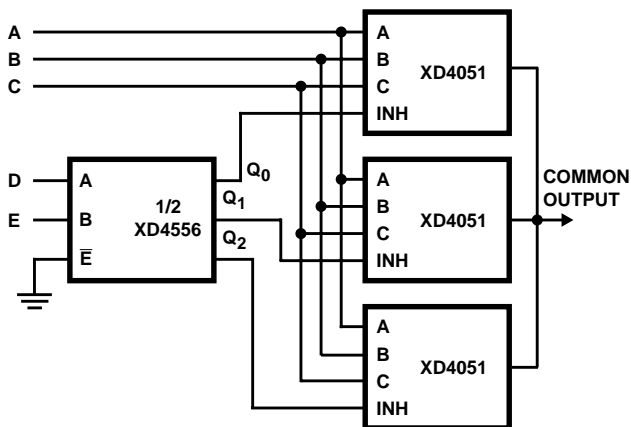 A
B
C
A
B
C
INH
XD4051
D
E
A
B
E̅
1/2
XD4556
Q0
Q1
Q2
A
B
C
INH
XD4051
COMMON
OUTPUT
A
B
C
INH
XD4051